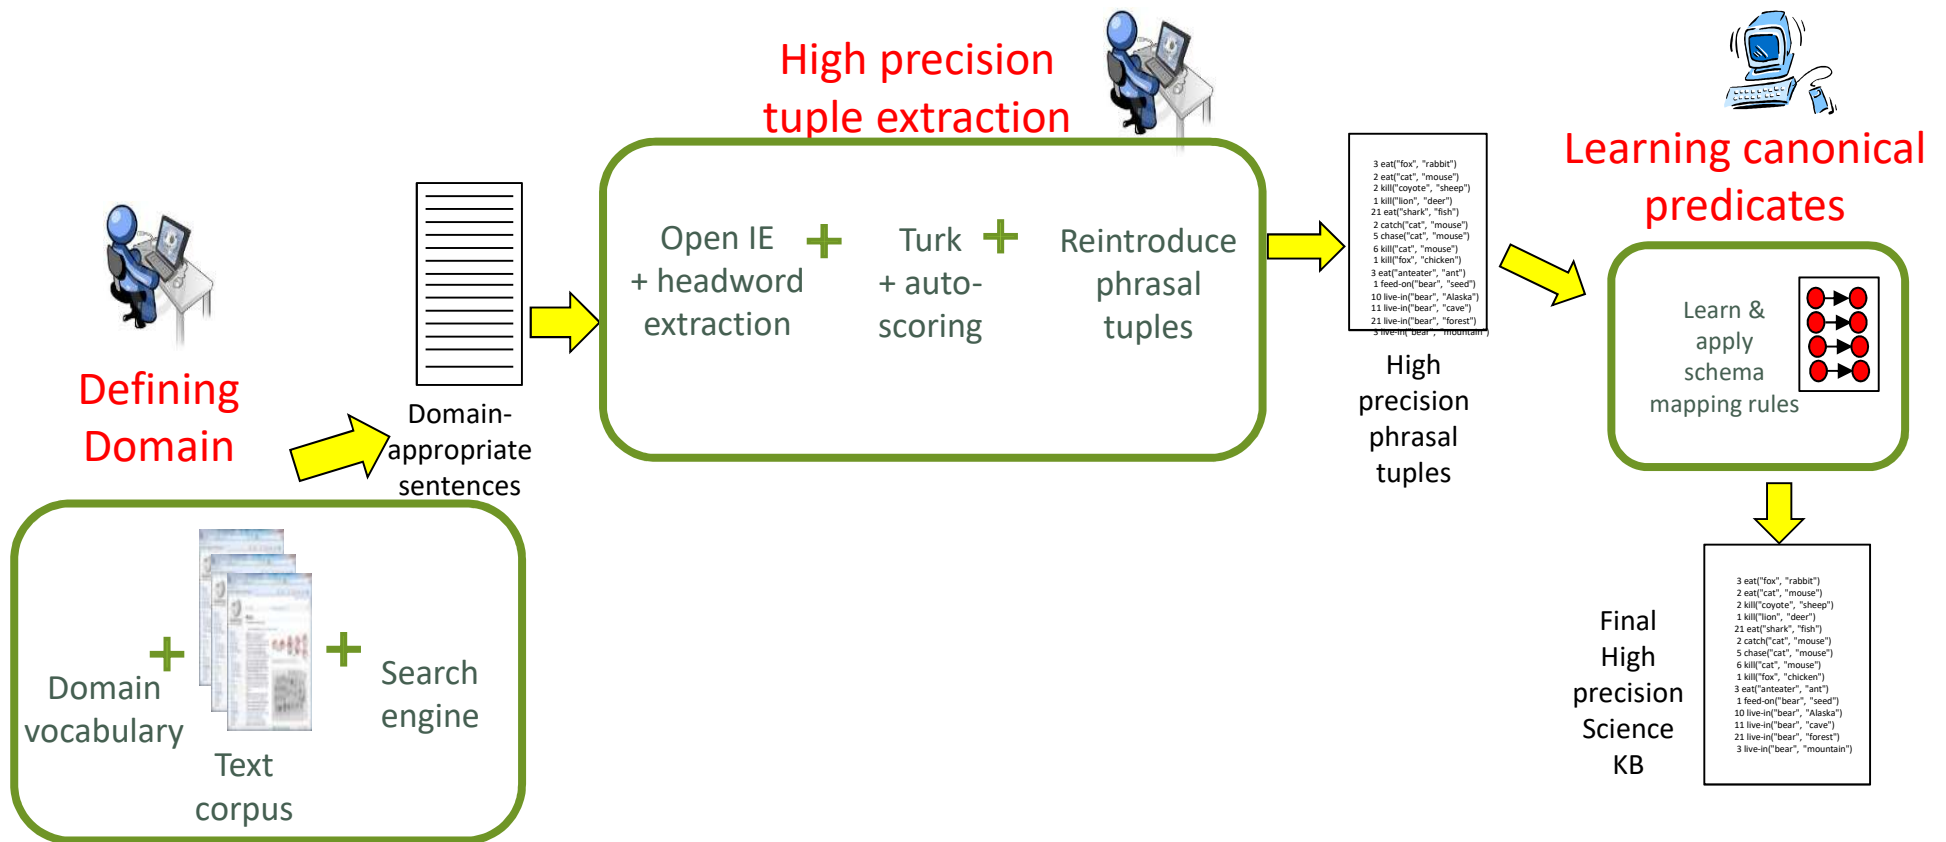 Defining
Domain
Domain
vocabulary
+
Text
corpus
+
Search
engine
Domain-
appropriate
sentences
High precision
tuple extraction
Open IE
+ headword
extraction
+
Turk
+ auto-
scoring
+
Reintroduce
phrasal
tuples
3 eat("fox", "rabbit")
2 eat("cat", "mouse")
2 kill("coyote", "sheep")
1 kill("lion", "deer")
21 eat("shark", "fish")
2 catch("cat", "mouse")
5 chase("cat", "mouse")
6 kill("cat", "mouse")
1 kill("fox", "chicken")
3 eat("anteater", "ant")
1 feed-on("bear", "seed")
10 live-in("bear", "Alaska")
11 live-in("bear", "cave")
21 live-in("bear", "forest")
3 live-in("bear", "mountain")
High
precision
phrasal
tuples
Learning canonical
predicates
Learn &
apply
schema
mapping rules
Final
High
precision
Science
KB
3 eat("fox", "rabbit")
2 eat("cat", "mouse")
2 kill("coyote", "sheep")
1 kill("lion", "deer")
21 eat("shark", "fish")
2 catch("cat", "mouse")
5 chase("cat", "mouse")
6 kill("cat", "mouse")
1 kill("fox", "chicken")
3 eat("anteater", "ant")
1 feed-on("bear", "seed")
10 live-in("bear", "Alaska")
11 live-in("bear", "cave")
21 live-in("bear", "forest")
3 live-in("bear", "mountain")